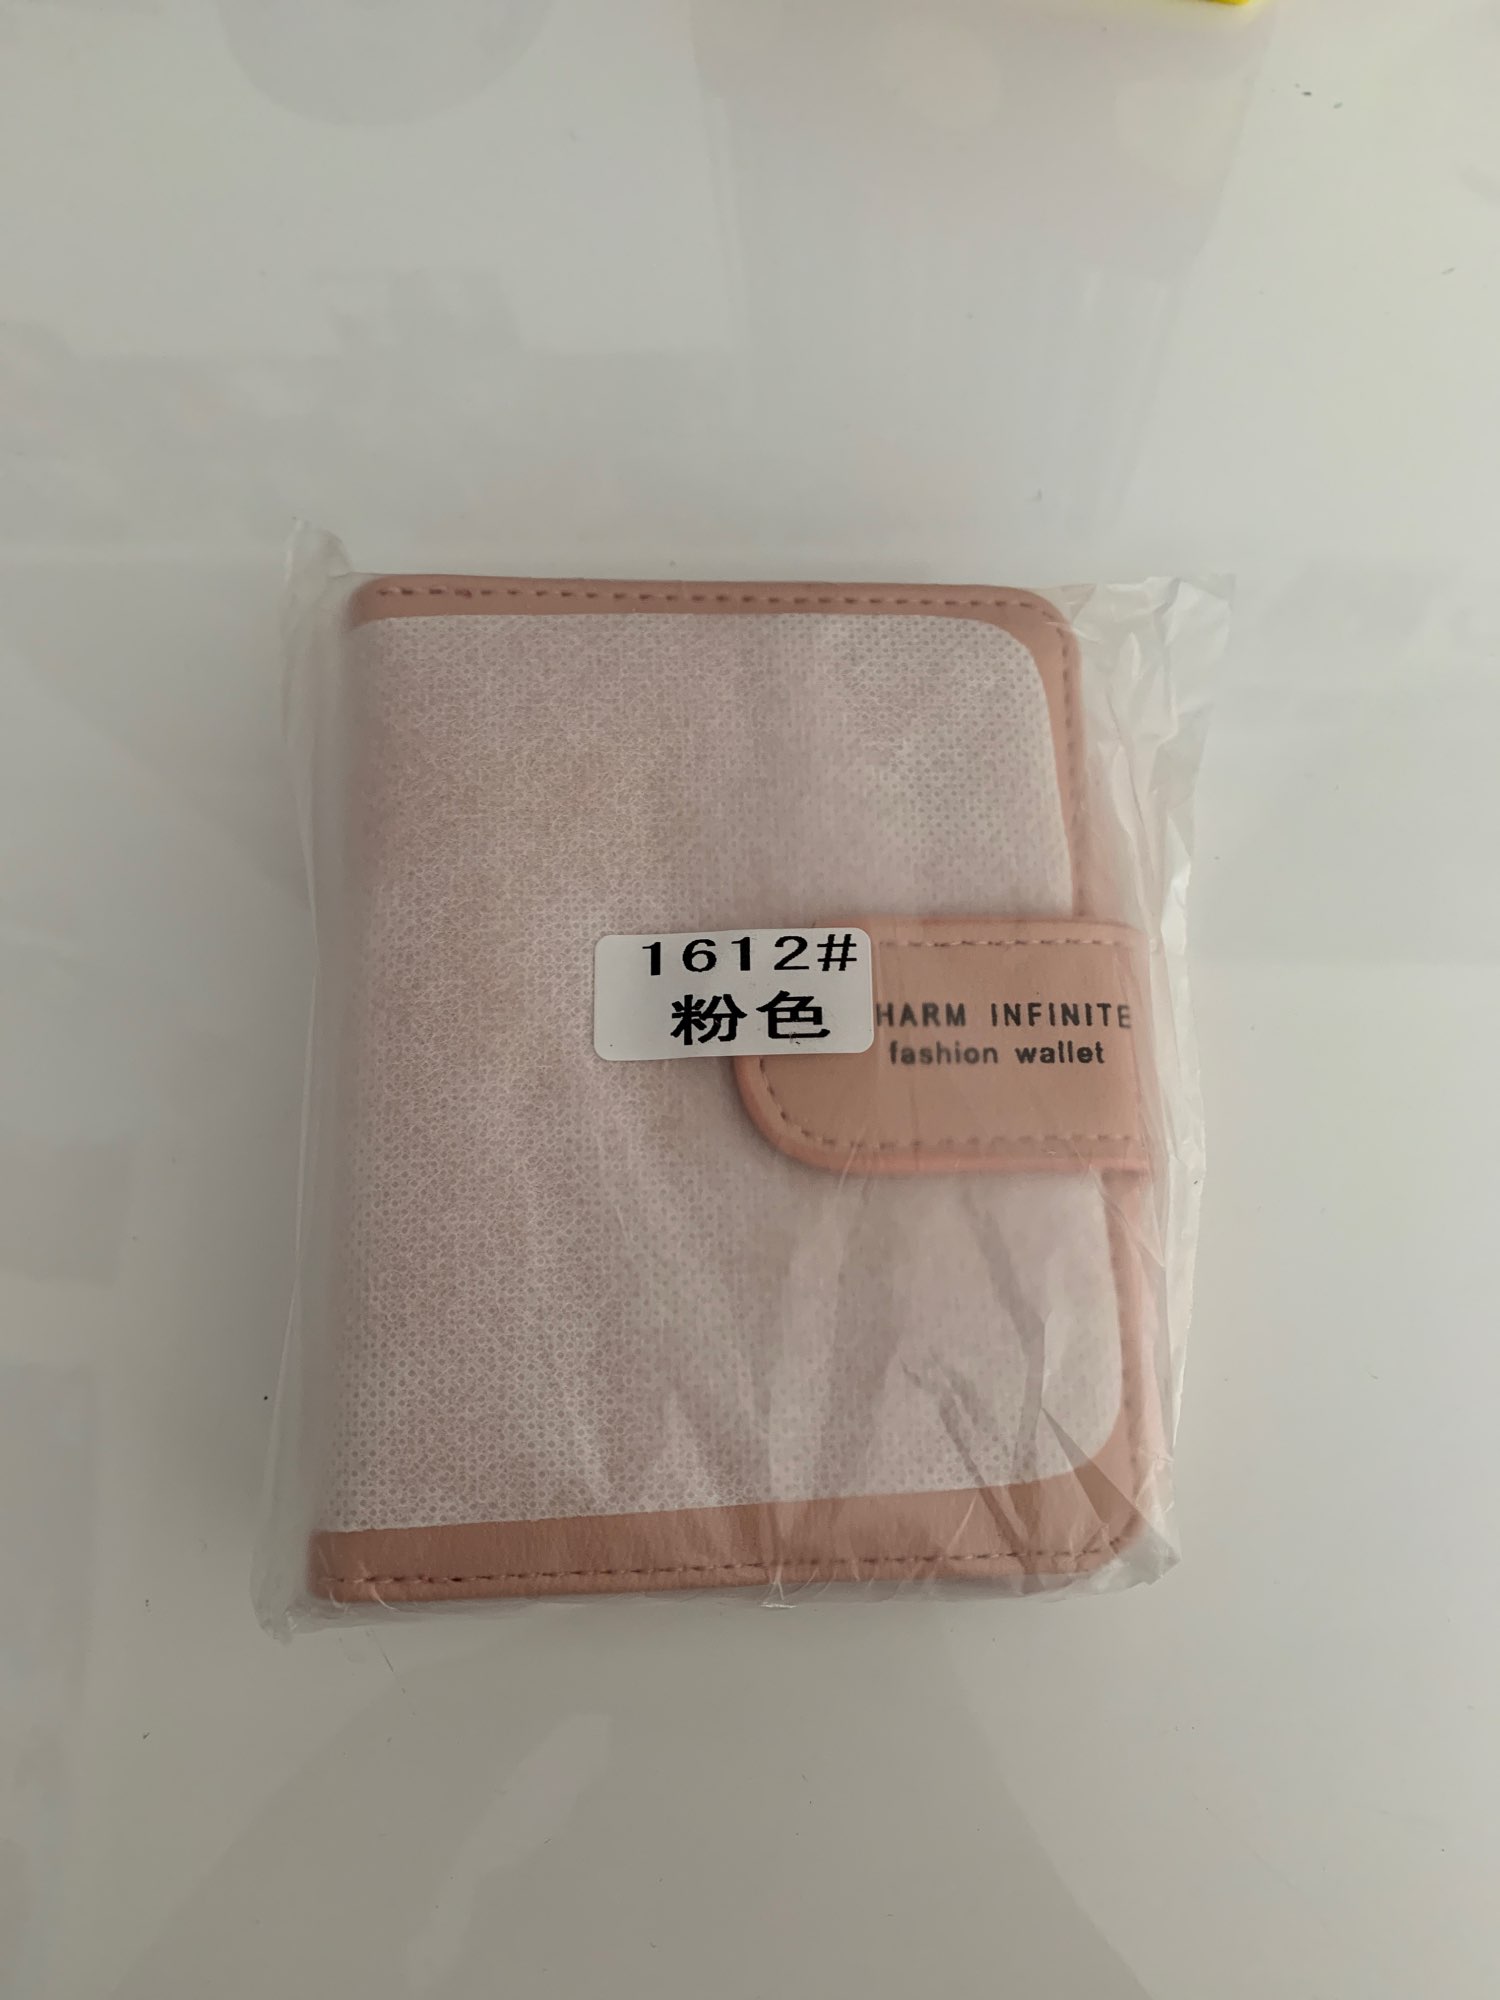 1612#
粉色
HARM INFINITE
fashion wallet